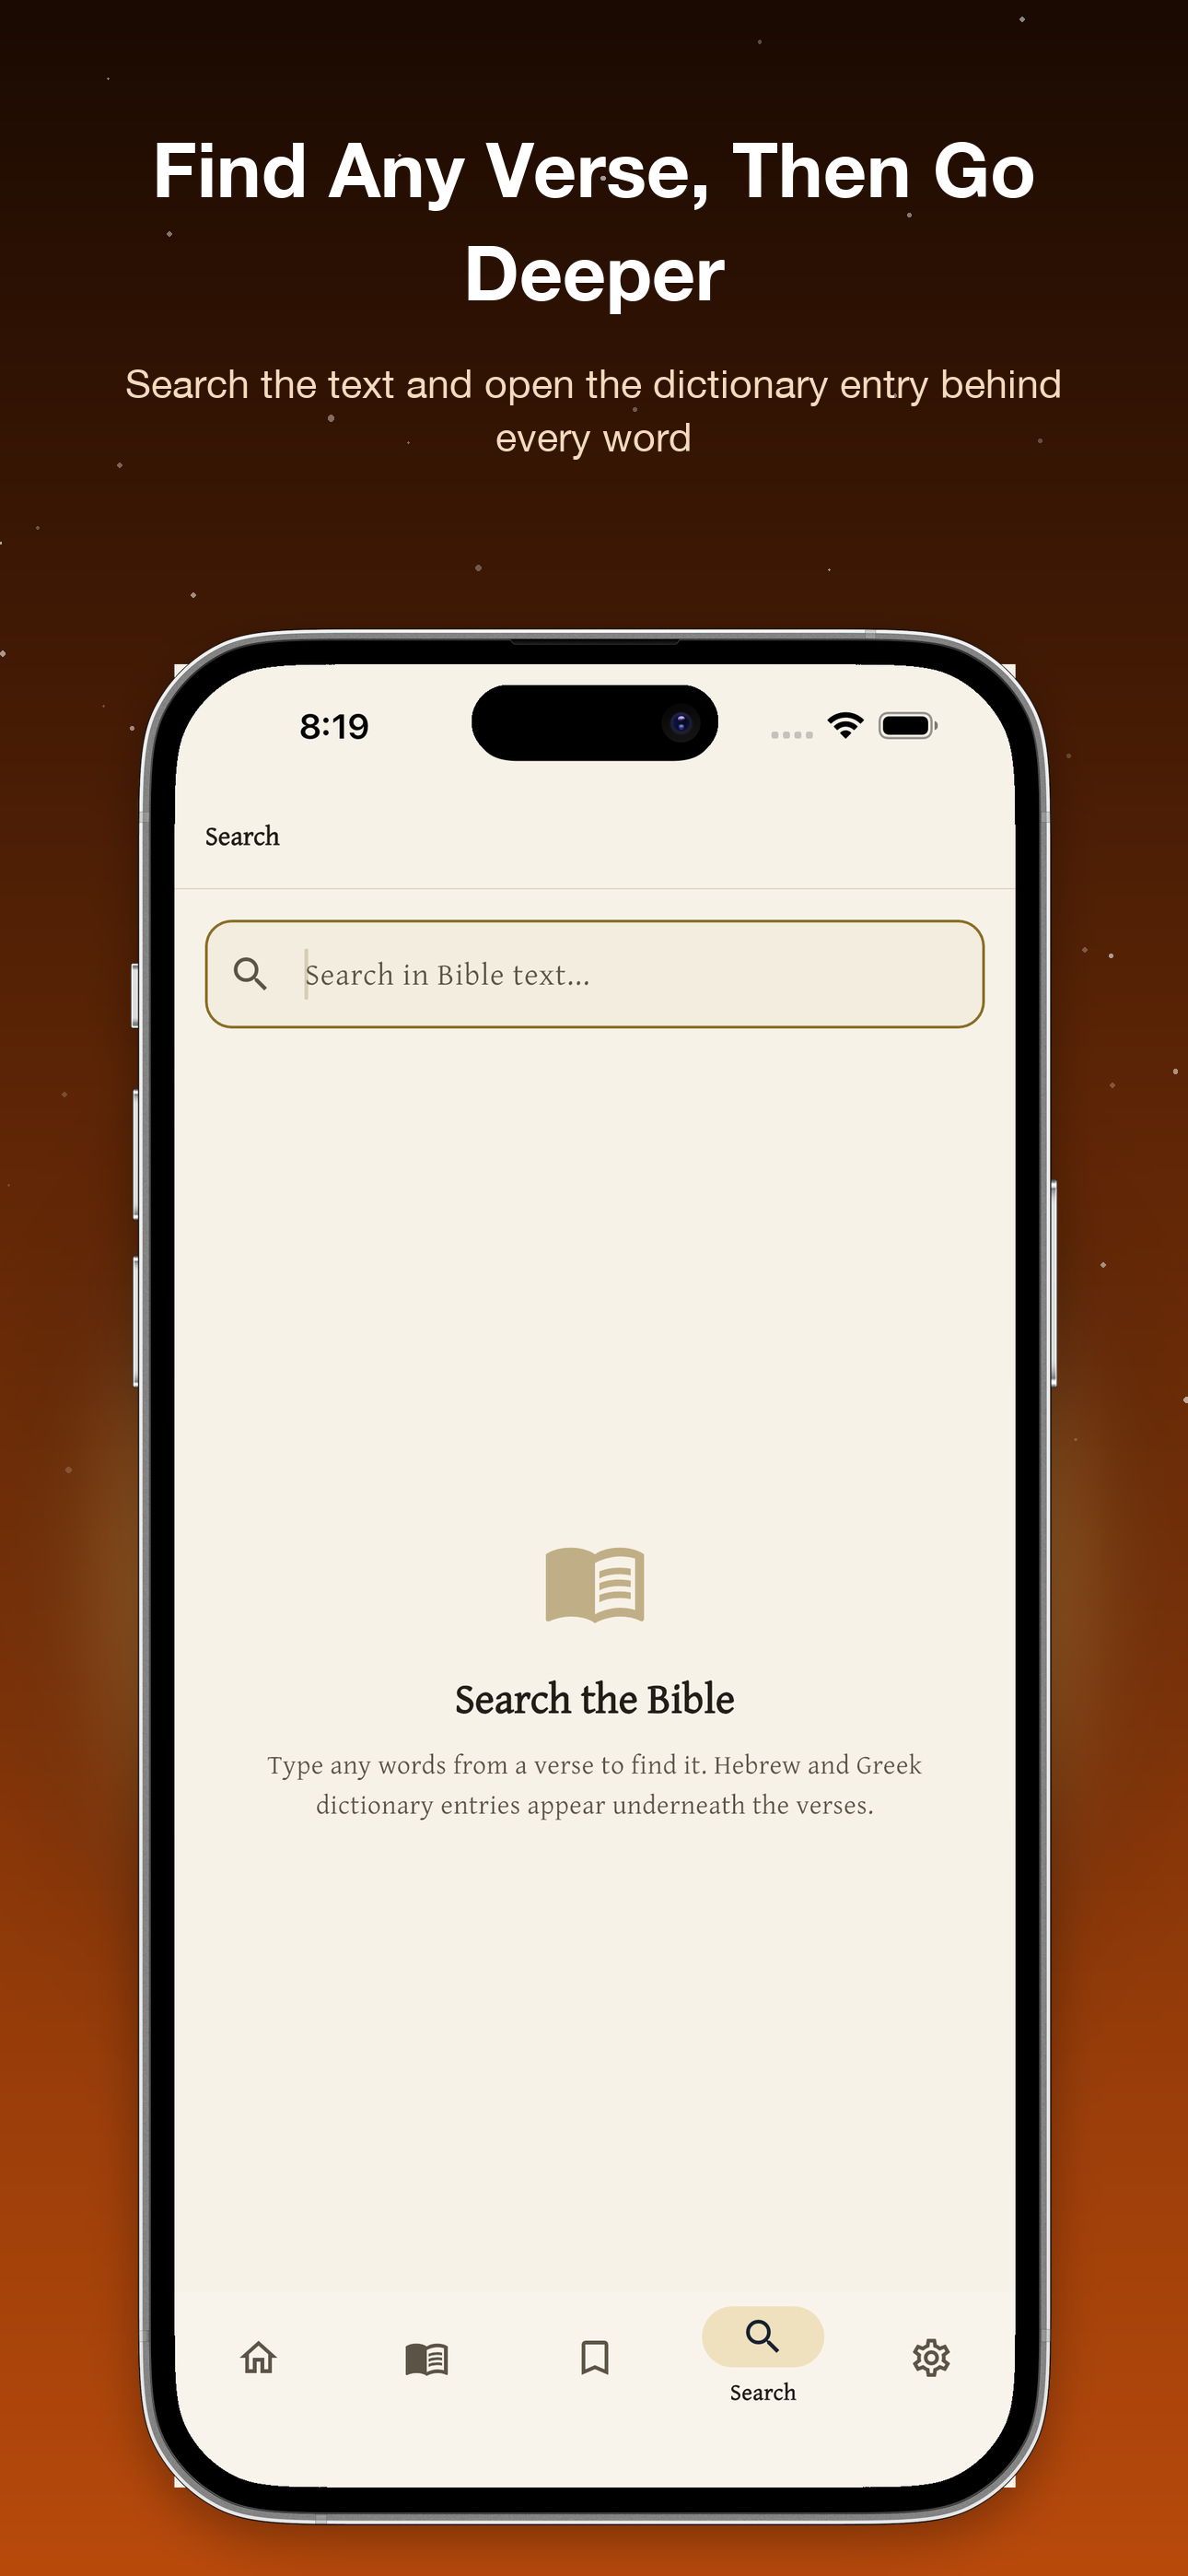 Find Any Verse, Then Go
Deeper
Search the text and open the dictionary entry behind
every word
8:19
Search
Search in Bible text...
Search the Bible
Type any words from a verse to find it. Hebrew and Greek
dictionary entries appear underneath the verses.
Search